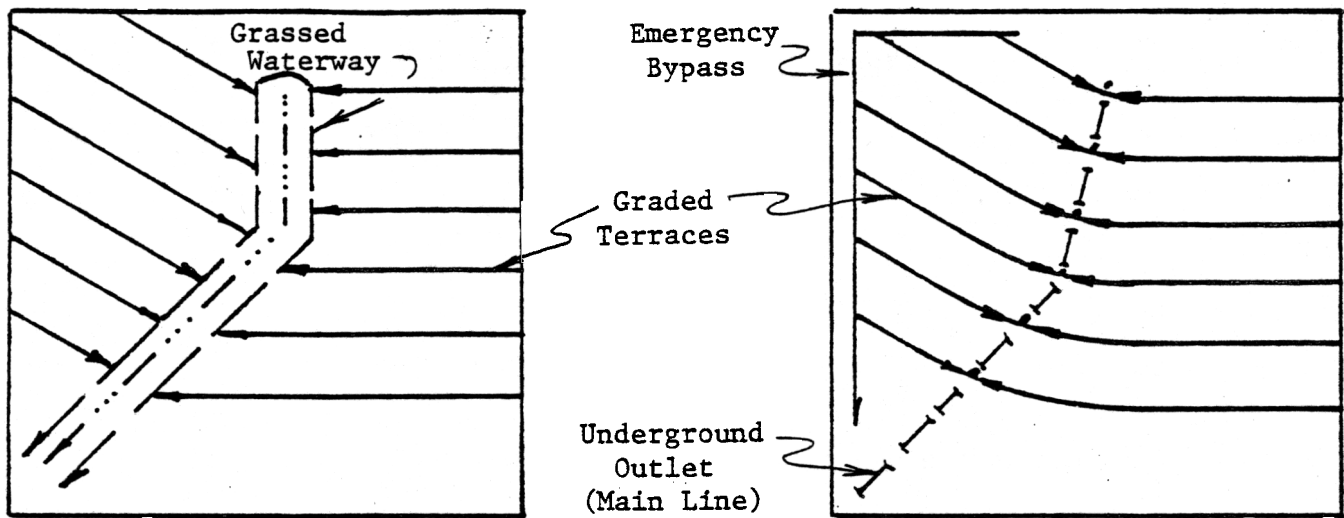 Grassed
Waterway
Emergency
Bypass
Graded
Terraces
Underground
Outlet
(Main Line)